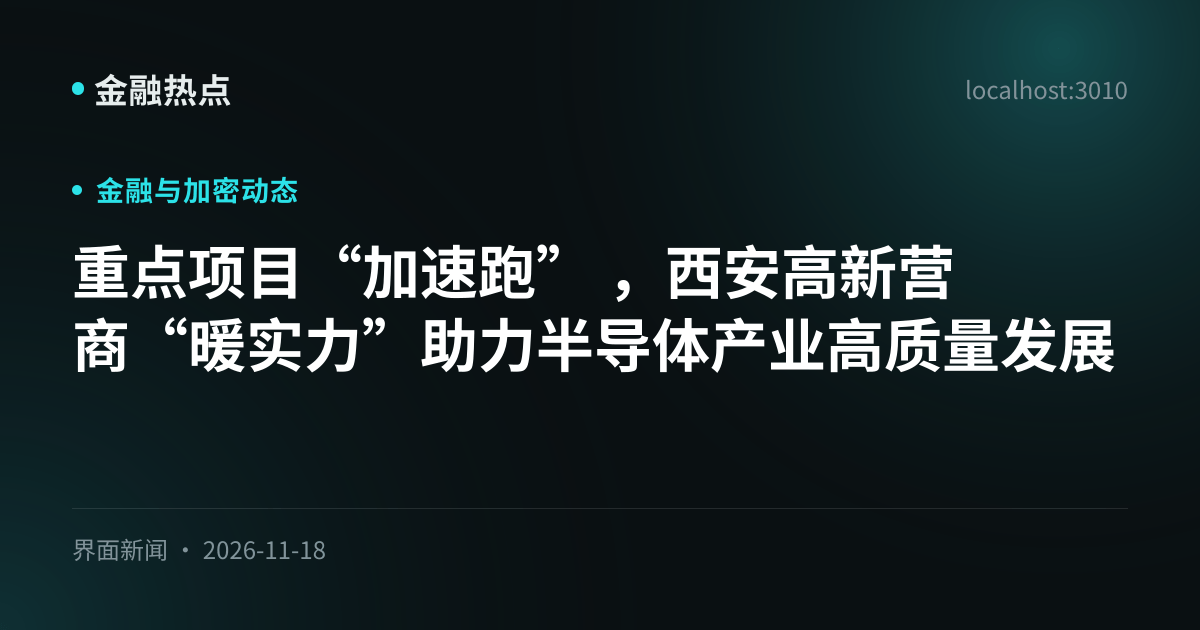 金融热点
localhost:3010
金融与加密动态
重点项目“加速跑”，西安高新营
商“暖实力”助力半导体产业高质量发展
界面新闻 · 2026-11-18